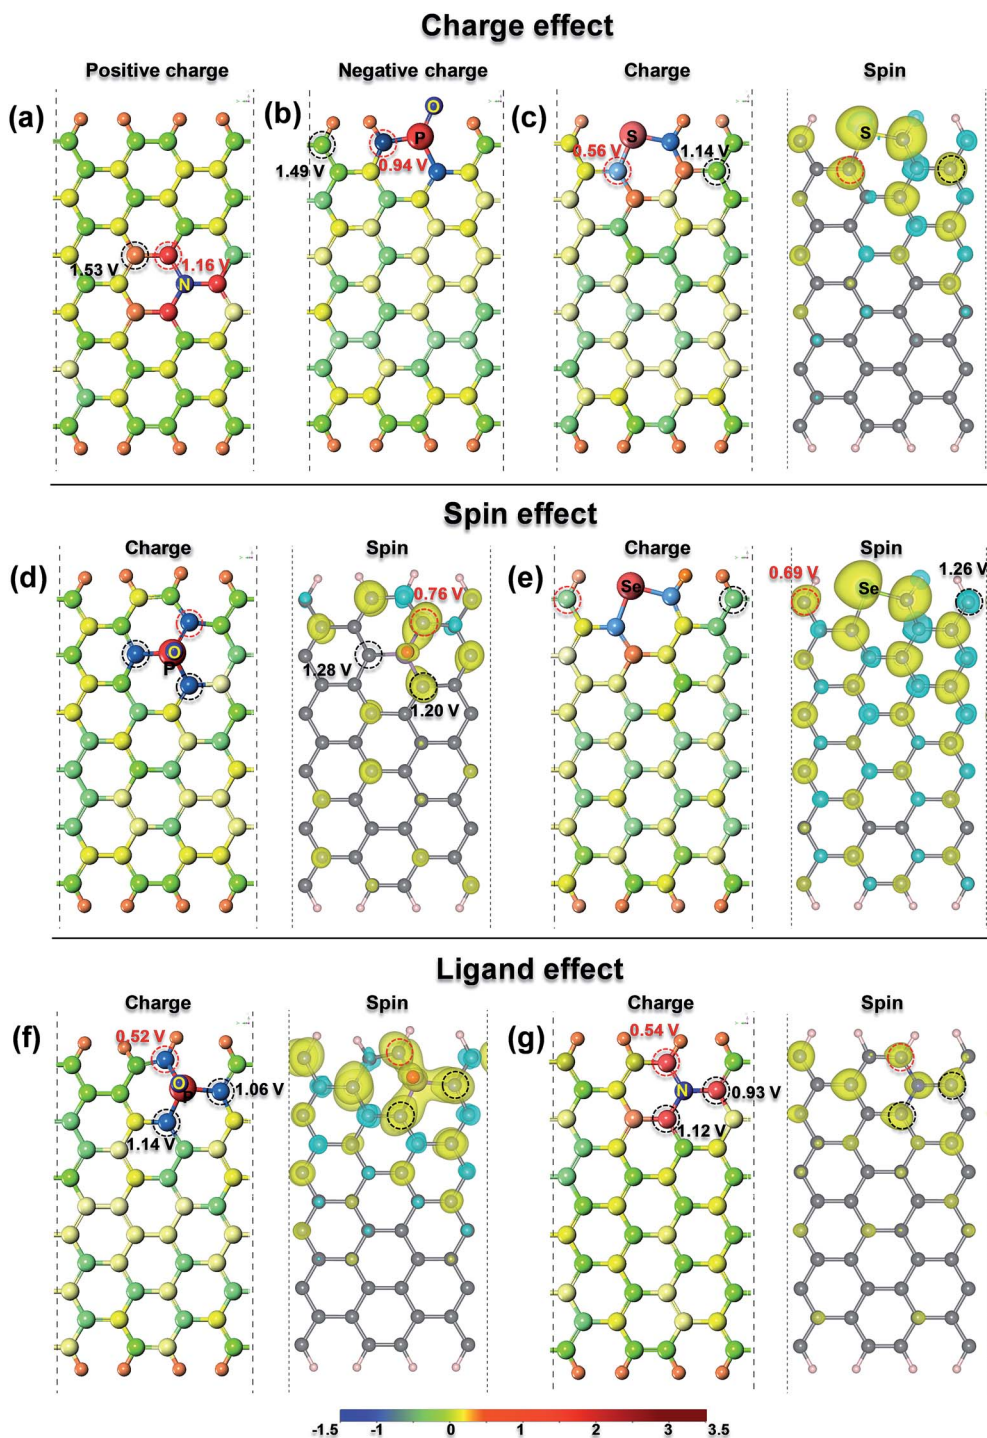 Charge effect
Positive charge
Negative charge
Charge
Spin
(a)
(b)
(c)
O
P
S
S
0.94 V
1.49 V
0.56 V
1.14 V
1.53 V
1.16 V
N
Spin effect
Charge
Spin
Charge
Spin
(d)
(e)
Se
Se
0.69 V
1.26 V
0.76 V
O
P
1.28 V
1.20 V
Ligand effect
Charge
Spin
Charge
Spin
(f)
(g)
0.52 V
0.54 V
O
P
1.06 V
N
0.93 V
1.14 V
1.12 V
-1.5 -1 0 1 2 3 3.5